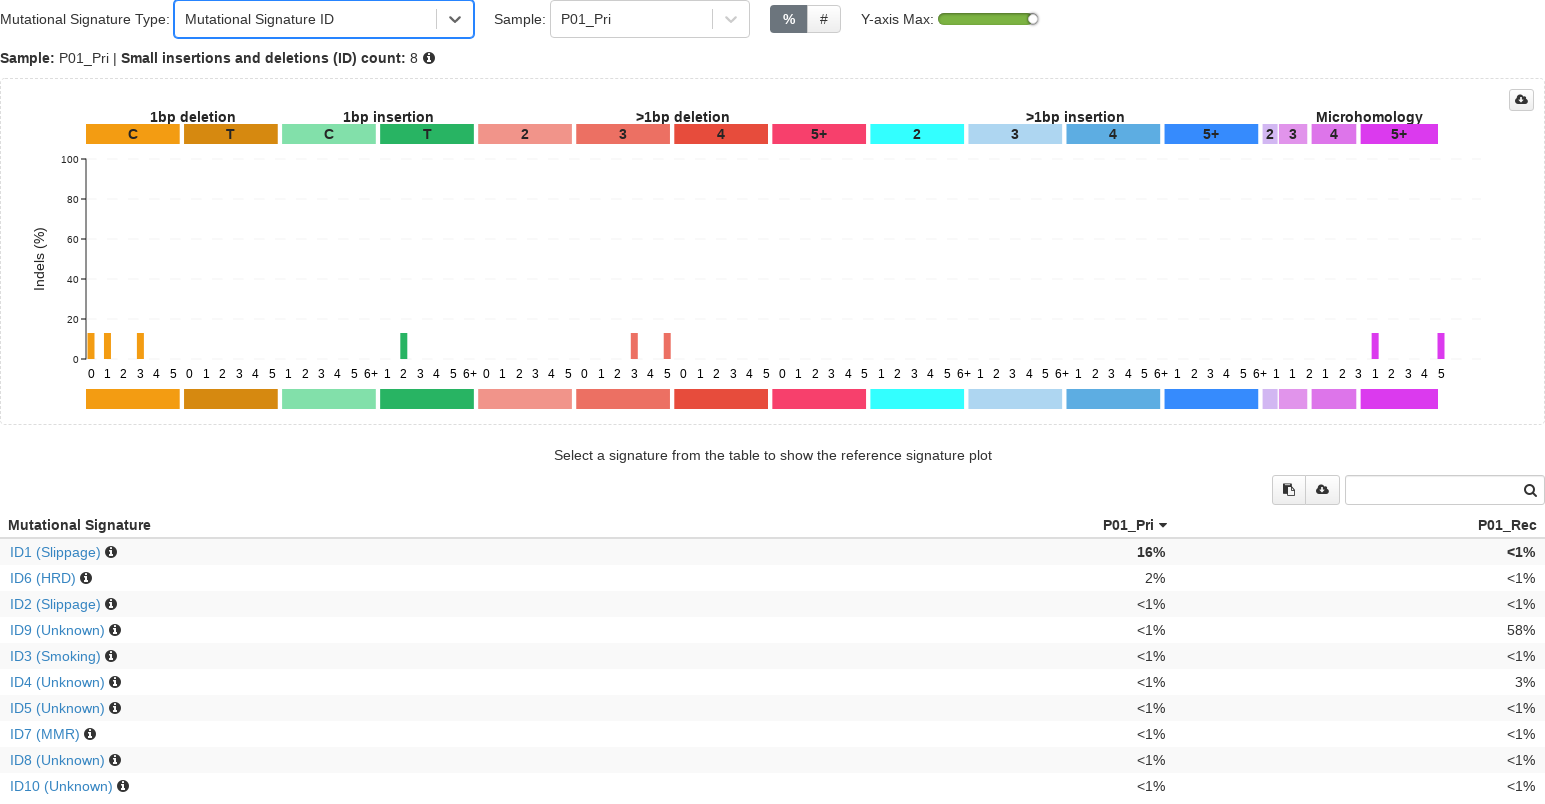 Mutational Signature Type: Mutational Signature ID Sample: P01_Pri % # Y-axis Max:
Sample: P01_Pri | Small insertions and deletions (ID) count: 8
1bp deletion 1bp insertion >1bp deletion >1bp insertion Microhomology
C T C T 2 3 4 5+ 2 3 4 5+ 2 3 4 5+
100
80
60
40
20
0
Indels (%)
0 1 2 3 4 5 0 1 2 3 4 5 1 2 3 4 5 6+ 1 2 3 4 5 6+ 0 1 2 3 4 5 0 1 2 3 4 5 0 1 2 3 4 5 0 1 2 3 4 5 1 2 3 4 5 6+ 1 2 3 4 5 6+ 1 2 3 4 5 6+ 1 2 3 4 5 6+ 1 1 2 1 2 3 1 2 3 4 5
Select a signature from the table to show the reference signature plot
Mutational Signature P01_Pri P01_Rec
ID1 (Slippage) 16% <1%
ID6 (HRD) 2% <1%
ID2 (Slippage) <1% <1%
ID9 (Unknown) <1% 58%
ID3 (Smoking) <1% <1%
ID4 (Unknown) <1% 3%
ID5 (Unknown) <1% <1%
ID7 (MMR) <1% <1%
ID8 (Unknown) <1% <1%
ID10 (Unknown) <1% <1%